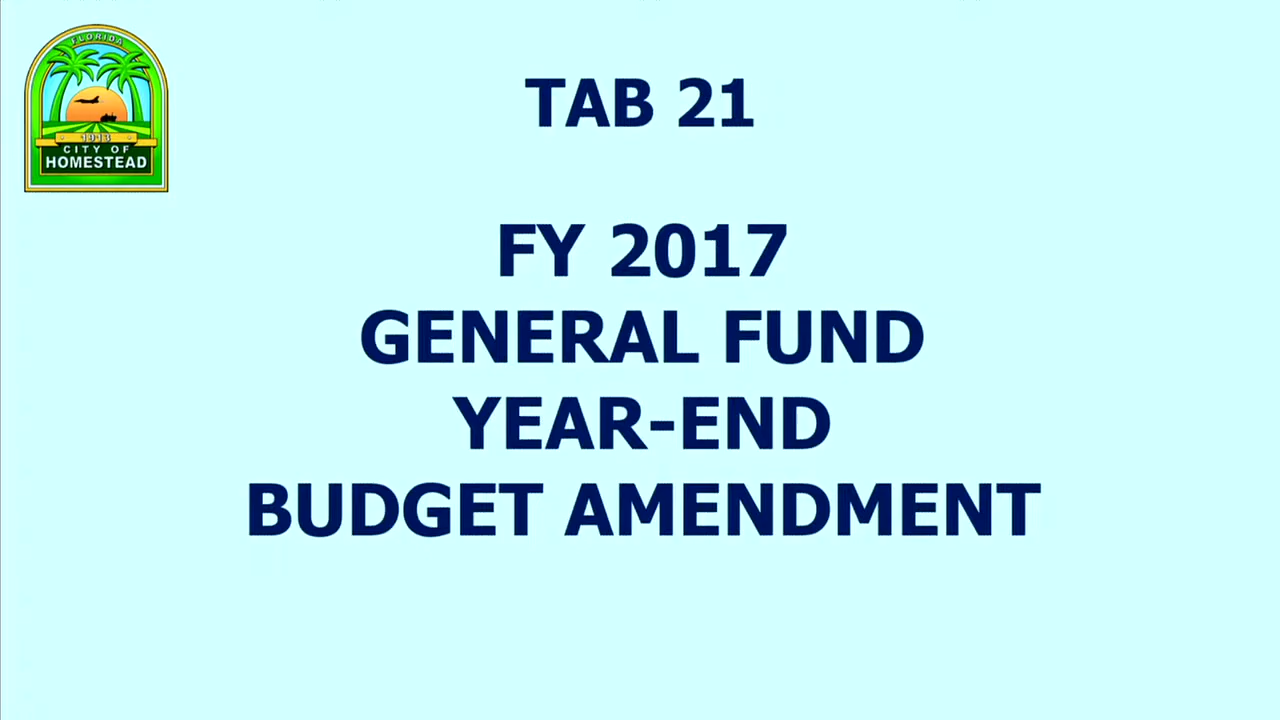 FLORIDA
1913
CITY OF
HOMESTEAD
TAB 21
FY 2017
GENERAL FUND
YEAR-END
BUDGET AMENDMENT